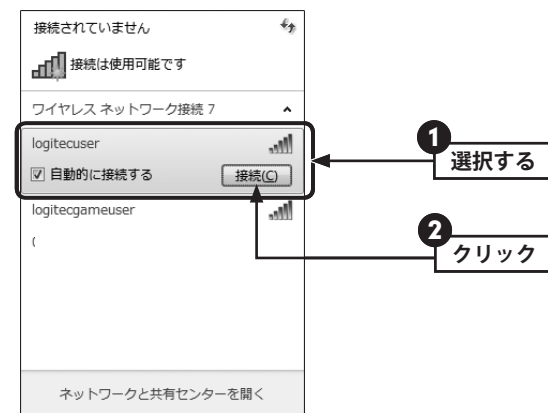 接続されていません
接続は使用可能です
ワイヤレス ネットワーク接続 7
logitecuser
自動的に接続する 接続(C)
logitecgameuser
(
ネットワークと共有センターを開く
1
選択する
2
クリック